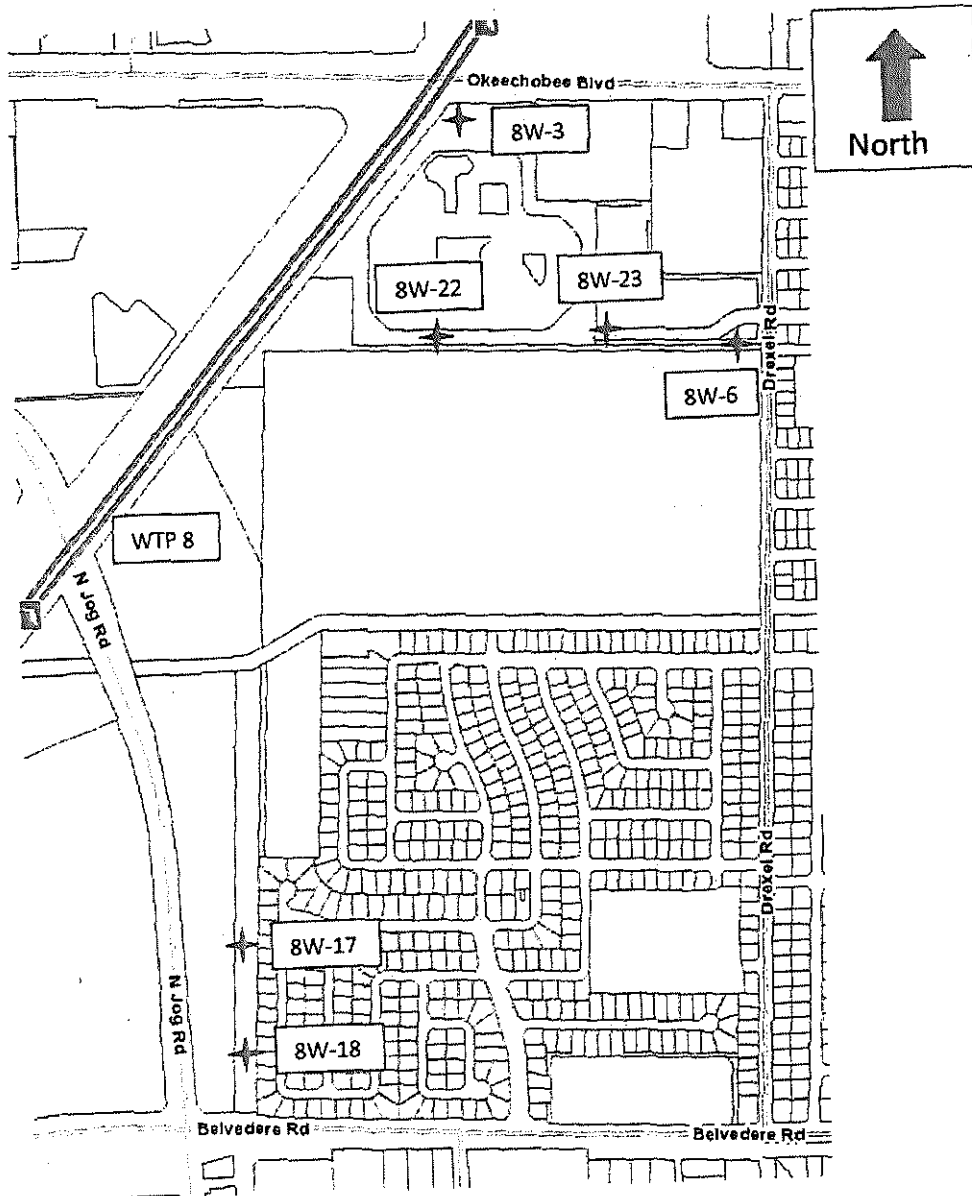 Okeechobee Blvd
8W-3
North
8W-22
8W-23
Drexel Rd
8W-6
WTP 8
N Jog Rd
Drexel Rd
8W-17
N Jog Rd
8W-18
Belvedere Rd
Belvedere Rd